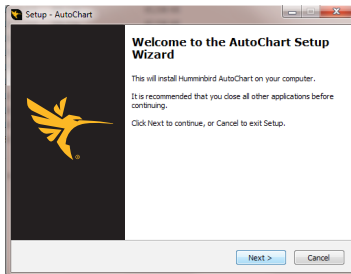 Setup - AutoChart
Welcome to the AutoChart Setup
Wizard
This will install Humminbird AutoChart on your computer.
It is recommended that you close all other applications before
continuing.
Click Next to continue, or Cancel to exit Setup.
Next >
Cancel